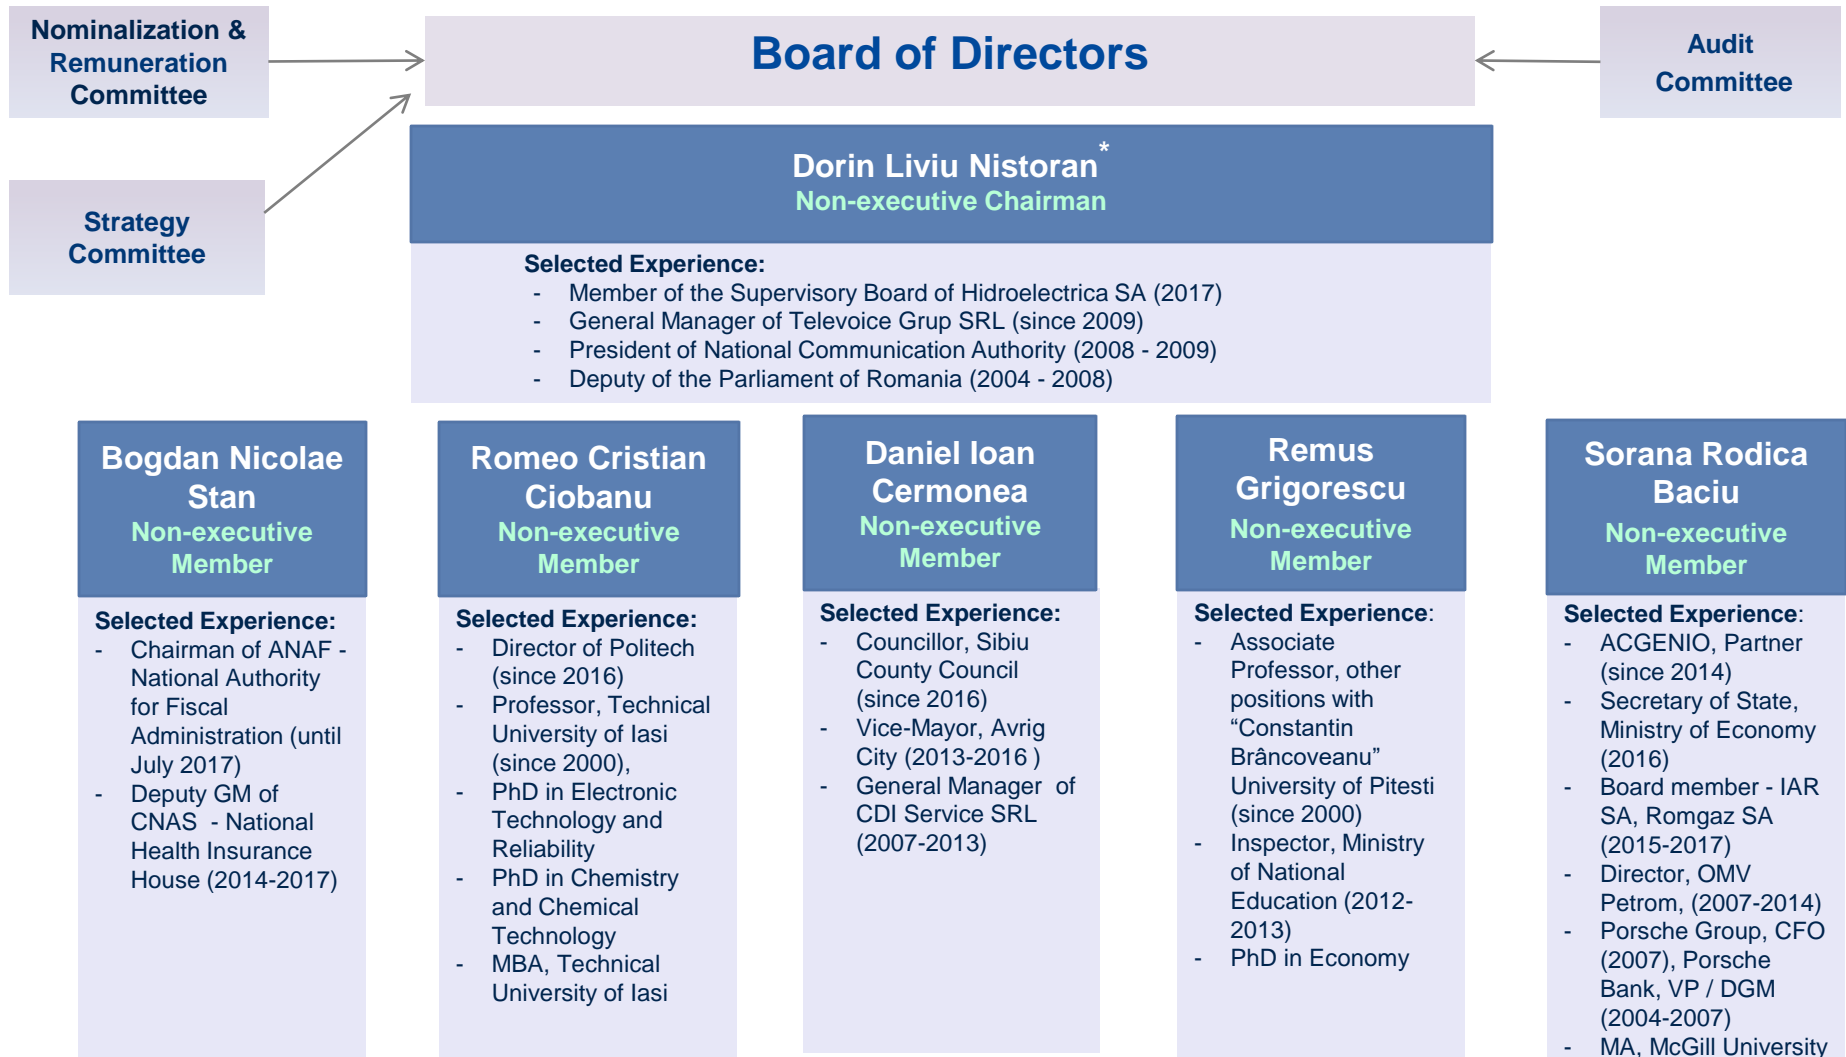 Nominalization &
Remuneration
Committee
Board of Directors
Audit
Committee
Strategy
Committee
Dorin Liviu Nistoran*
Non-executive Chairman
Selected Experience:
- Member of the Supervisory Board of Hidroelectrica SA (2017)
- General Manager of Televoice Grup SRL (since 2009)
- President of National Communication Authority (2008 - 2009)
- Deputy of the Parliament of Romania (2004 - 2008)
Bogdan Nicolae
Stan
Non-executive
Member
Selected Experience:
- Chairman of ANAF -
National Authority
for Fiscal
Administration (until
July 2017)
- Deputy GM of
CNAS - National
Health Insurance
House (2014-2017)
Romeo Cristian
Ciobanu
Non-executive
Member
Selected Experience:
- Director of Politech
(since 2016)
- Professor, Technical
University of Iasi
(since 2000),
- PhD in Electronic
Technology and
Reliability
- PhD in Chemistry
and Chemical
Technology
- MBA, Technical
University of Iasi
Daniel Ioan
Cermonea
Non-executive
Member
Selected Experience:
- Councillor, Sibiu
County Council
(since 2016)
- Vice-Mayor, Avrig
City (2013-2016 )
- General Manager of
CDI Service SRL
(2007-2013)
Remus
Grigorescu
Non-executive
Member
Selected Experience:
- Associate
Professor, other
positions with
“Constantin
Brâncoveanu”
University of Pitesti
(since 2000)
- Inspector, Ministry
of National
Education (2012-
2013)
- PhD in Economy
Sorana Rodica
Baciu
Non-executive
Member
Selected Experience:
- ACGENIO, Partner
(since 2014)
- Secretary of State,
Ministry of Economy
(2016)
- Board member - IAR
SA, Romgaz SA
(2015-2017)
- Director, OMV
Petrom, (2007-2014)
- Porsche Group, CFO
(2007), Porsche
Bank, VP / DGM
(2004-2007)
- MA, McGill University